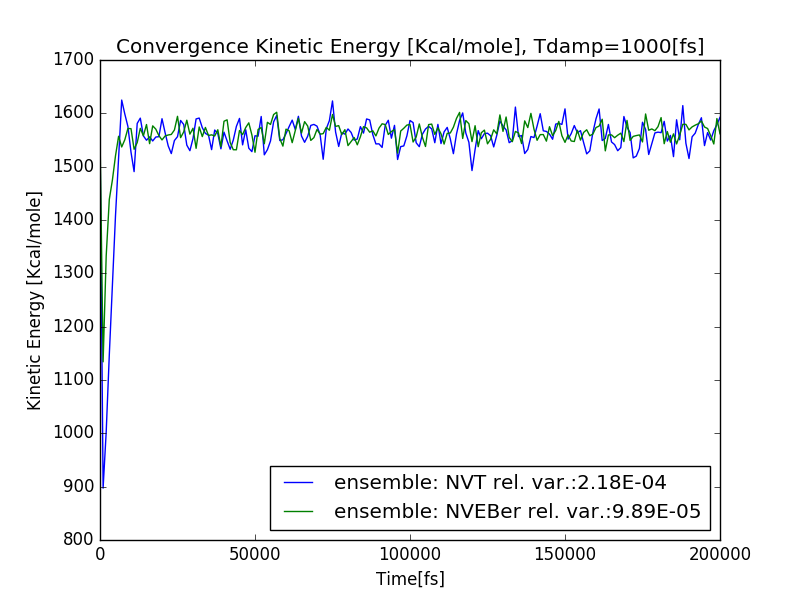 Convergence Kinetic Energy [Kcal/mole], Tdamp=1000[fs]
1700
1600
1500
1400
1300
1200
1100
1000
900
800
Kinetic Energy [Kcal/mole]
ensemble: NVT rel. var.:2.18E-04
ensemble: NVEBer rel. var.:9.89E-05
0 50000 100000 150000 200000
Time[fs]